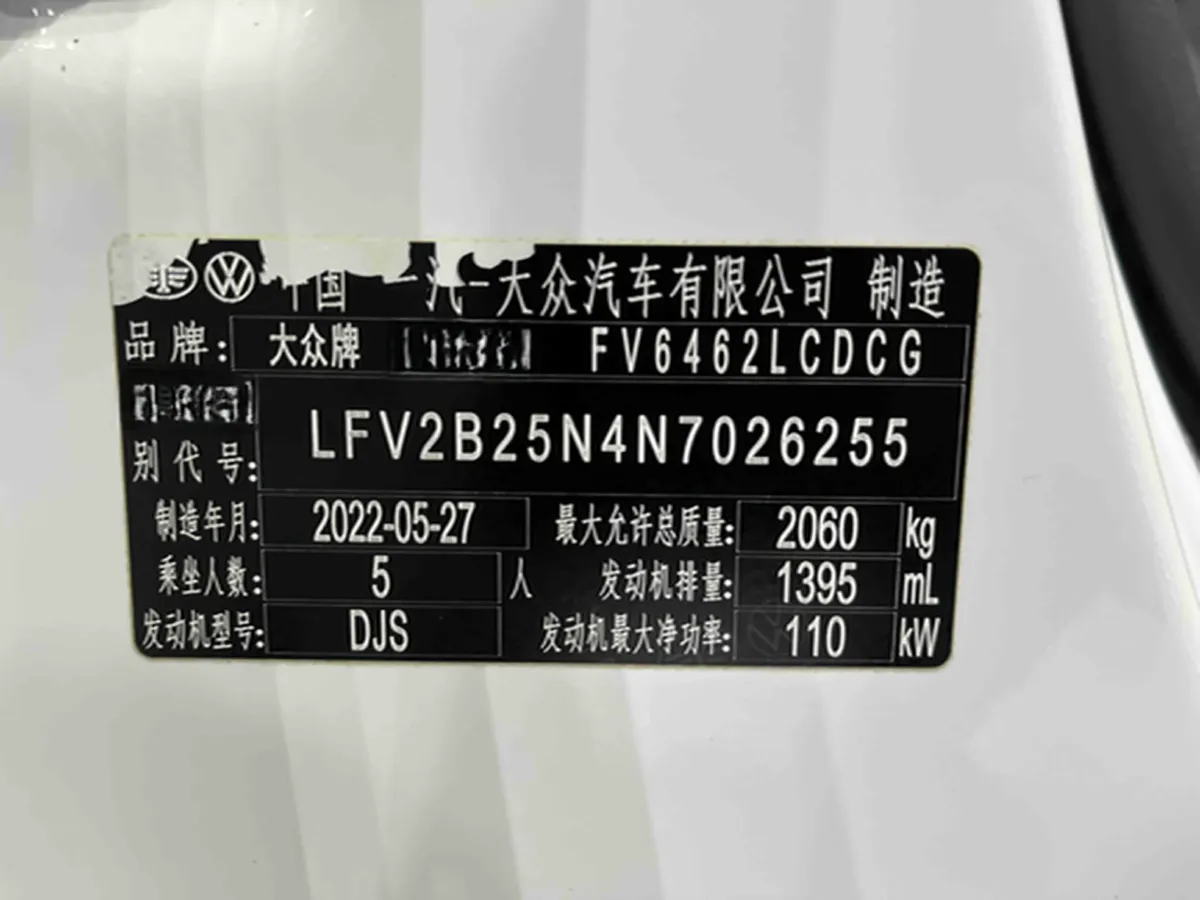 中国一汽-大众汽车有限公司 制造
品牌: 大众牌 FV6462LCDCG
别代号: LFV2B25N4N7026255
制造年月: 2022-05-27 最大允许总质量: 2060 kg
乘坐人数: 5 人 发动机排量: 1395 mL
发动机型号: DJS 发动机最大净功率: 110 kW